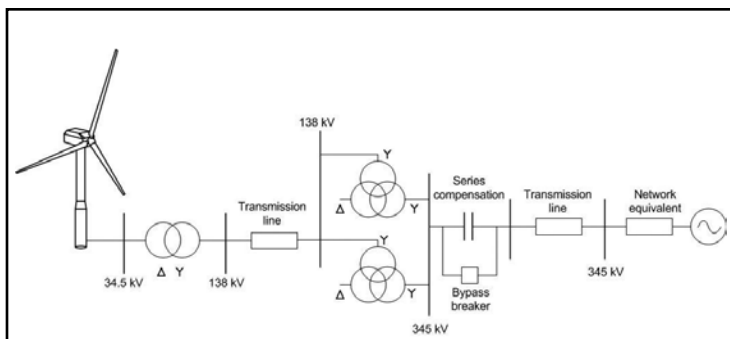 138 kV
Y
Δ
Y
Transmission
line
Series
compensation
Transmission
line
Network
equivalent
Y
Δ
Y
Δ Y
34.5 kV
138 kV
Bypass
breaker
345 kV
345 kV